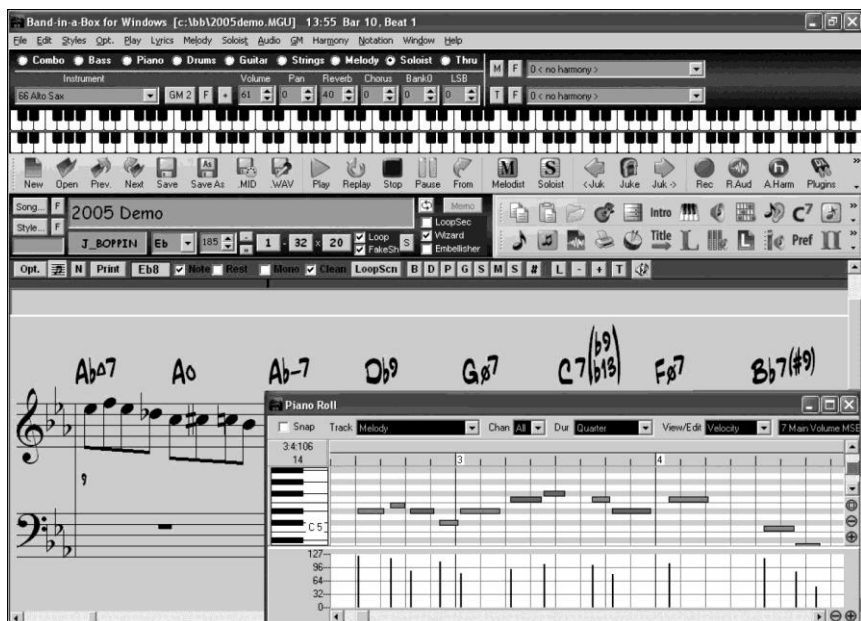 Band-in-a-Box for Windows [c:\bb\2005demo.MGU] 13:55 Bar 10, Beat 1
File Edit Styles Opt. Play Lyrics Melody Soloist Audio GM Harmony Notation Window Help
Combo Bass Piano Drums Guitar Strings Melody Soloist Thru
Instrument Volume Pan Reverb Chorus Bank0 LSB
M F 0 < no harmony >
66 Alto Sax GM 2 F + 61 0 40 0 0 0
T F 0 < no harmony >
New Open Prev. Next Save Save As .MID .WAV Play Replay Stop Pause From Melodist Soloist <Juk Juke Juk -> Rec R.Aud A.Harm Plugins
Song... F 2005 Demo Memo
Style... F LoopSec Intro C7
J_BOPPIN Eb 185 1 - 32 x 20 Loop FakeSh S Wizard Embellisher Title L Pref
Opt. N Print Eb8 Note Rest Mono Clean LoopScn B D P G S M S # L - + T
AbΔ7 Ao Ab-7 Db9 Gø7 C7(b9 b13) Fø7 Bb7(#9)
Piano Roll
Snap Track Melody Chan All Dur Quarter View/Edit Velocity 7 Main Volume MSB
3:4:106
14 3 4
C 5
127
96
64
32
0